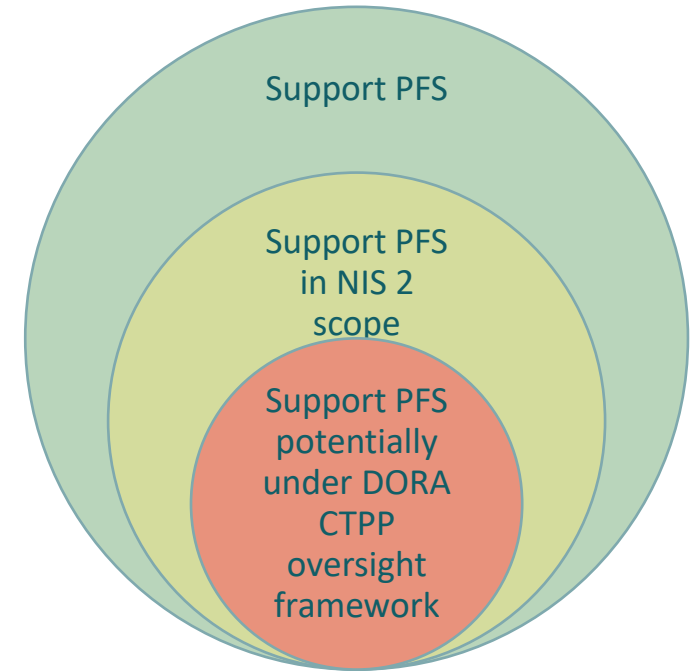 Support PFS
Support PFS
in NIS 2
scope
Support PFS
potentially
under DORA
CTPP
oversight
framework